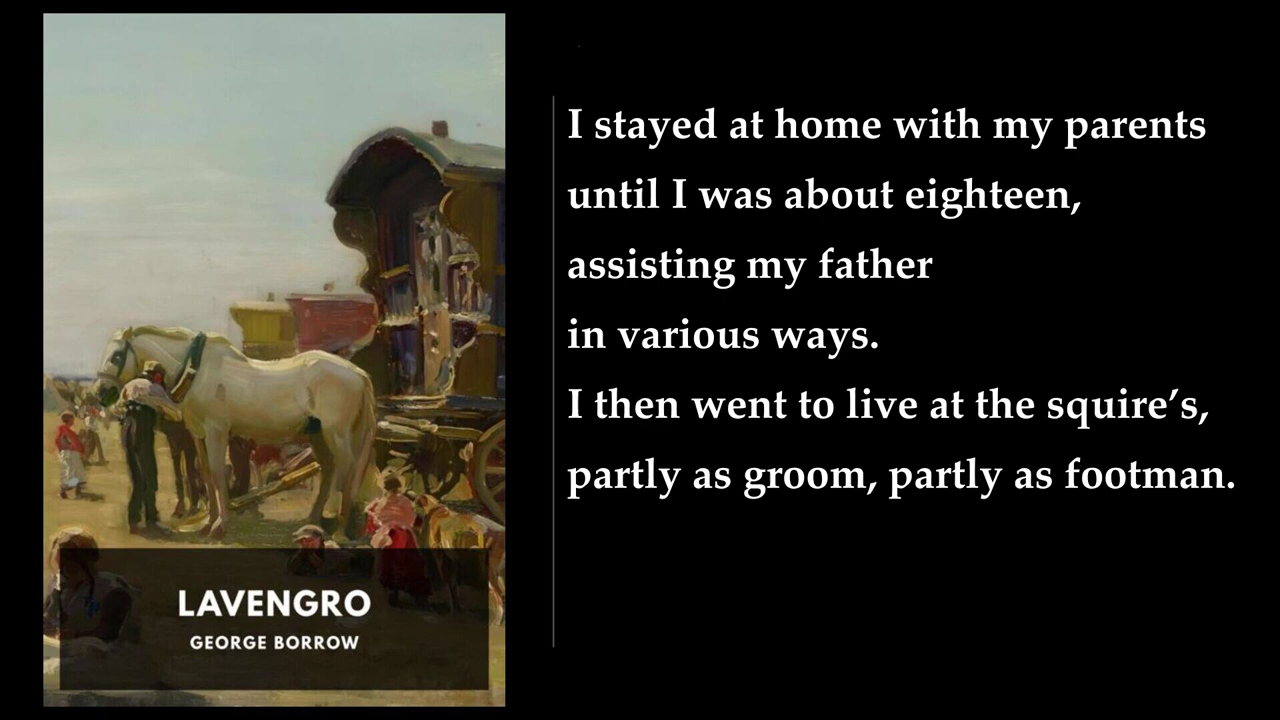 I stayed at home with my parents
until I was about eighteen,
assisting my father
in various ways.
I then went to live at the squire’s,
partly as groom, partly as footman.
LAVENGRO
GEORGE BORROW